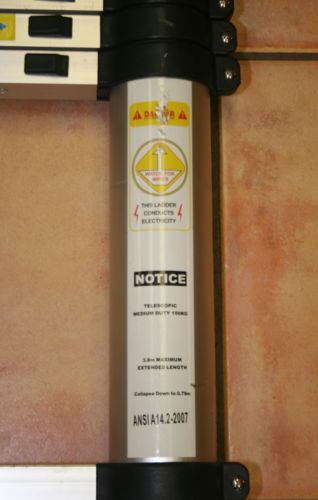 DANGER
WATCH FOR
WIRES
THIS LADDER
CONDUCTS
ELECTRICITY
NOTICE
TELESCOPIC
MEDIUM DUTY 150KG
3.8m MAXIMUM
EXTENDED LENGTH
Collapse Down to 0.79m
ANSI A14.2-2007